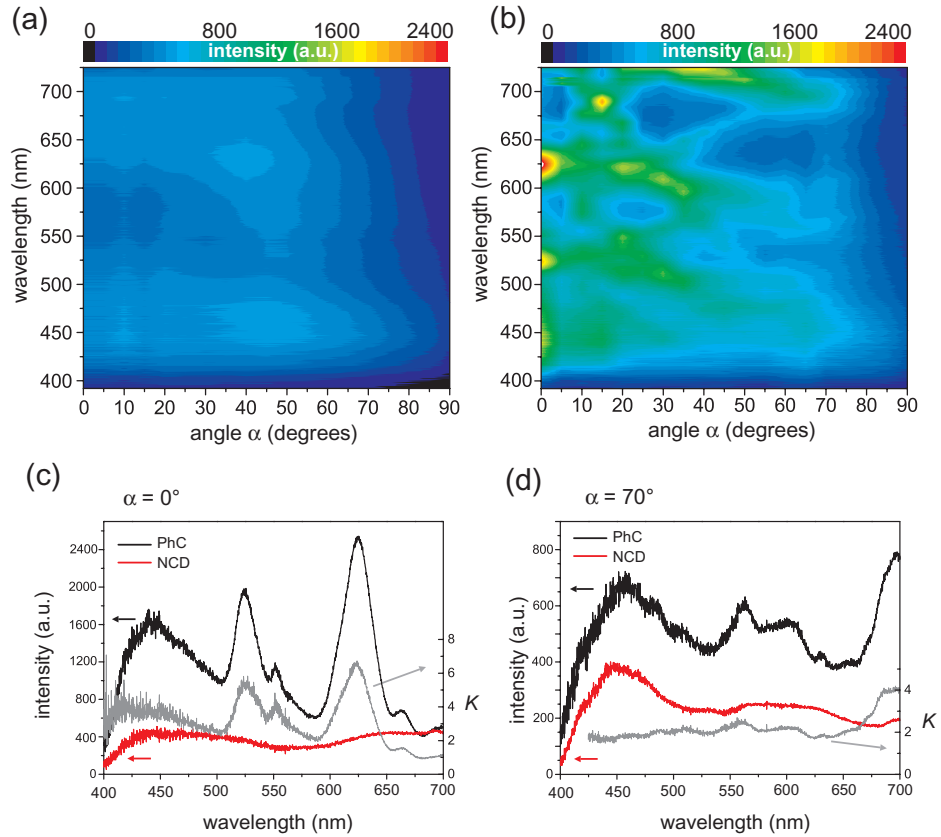 (a)
0 800 1600 2400
intensity (a.u.)
700
650
600
550
500
450
400
wavelength (nm)
0 10 20 30 40 50 60 70 80 90
angle α (degrees)
(b)
0 800 1600 2400
intensity (a.u.)
700
650
600
550
500
450
400
wavelength (nm)
0 10 20 30 40 50 60 70 80 90
angle α (degrees)
(c)
α = 0°
PhC
NCD
2400
2000
1600
1200
800
400
0
intensity (a.u.)
8
6
4
2
0
K
400 450 500 550 600 650 700
wavelength (nm)
(d)
α = 70°
PhC
NCD
800
600
400
200
0
intensity (a.u.)
4
2
0
K
400 450 500 550 600 650 700
wavelength (nm)